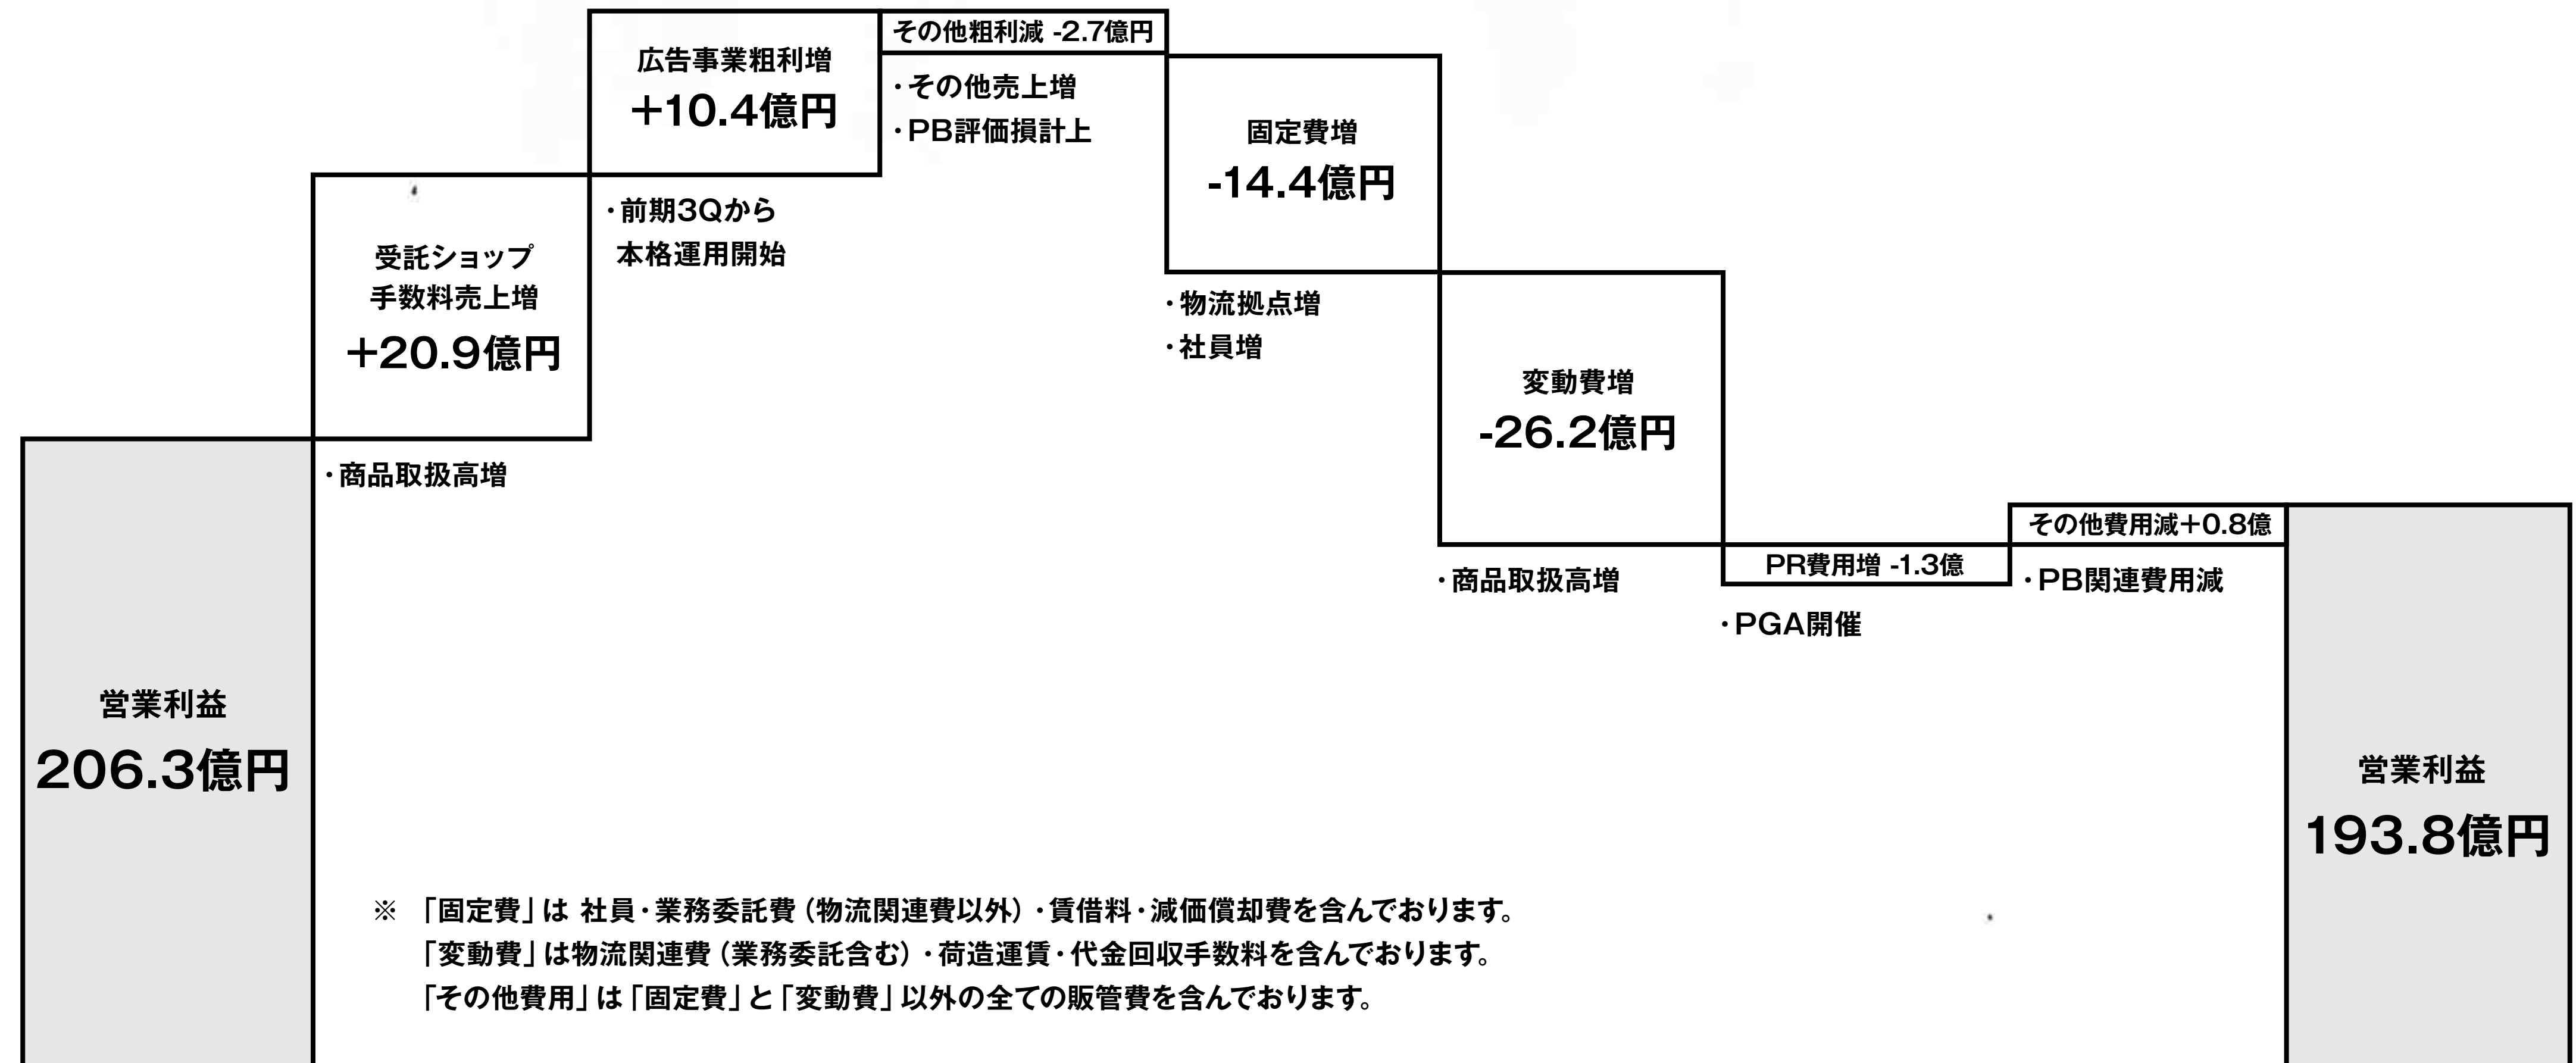 営業利益
206.3億円
受託ショップ
手数料売上増
+20.9億円
・商品取扱高増
広告事業粗利増
+10.4億円
・前期3Qから
本格運用開始
その他粗利減 -2.7億円
・その他売上増
・PB評価損計上
固定費増
-14.4億円
・物流拠点増
・社員増
変動費増
-26.2億円
・商品取扱高増
PR費用増 -1.3億
・PGA開催
その他費用減+0.8億
・PB関連費用減
営業利益
193.8億円
※ 「固定費」は 社員・業務委託費（物流関連費以外）・賃借料・減価償却費を含んでおります。
「変動費」は物流関連費（業務委託含む）・荷造運賃・代金回収手数料を含んでおります。
「その他費用」は「固定費」と「変動費」以外の全ての販管費を含んでおります。